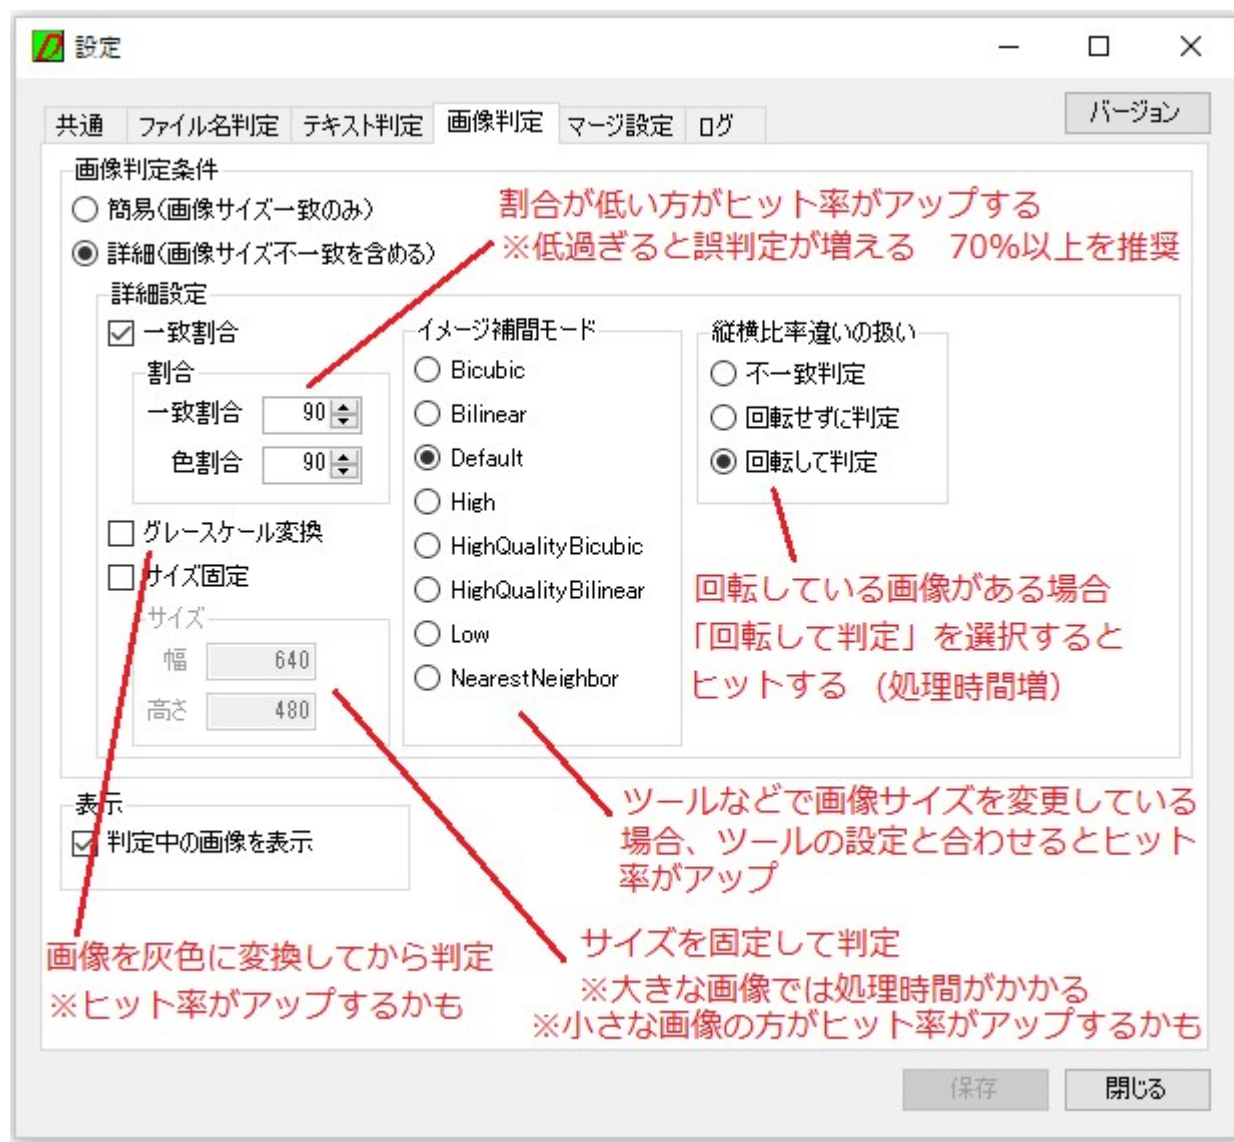 設定
バージョン
共通 ファイル名判定 テキスト判定 画像判定 マージ設定 ログ
画像判定条件
簡易(画像サイズ一致のみ)
詳細(画像サイズ不一致を含める)
割合が低い方がヒット率がアップする
※低過ぎると誤判定が増える 70%以上を推奨
詳細設定
一致割合
割合
一致割合 90
色割合 90
グレースケール変換
サイズ固定
サイズ
幅 640
高さ 480
イメージ補間モード
Bicubic
Bilinear
Default
High
HighQualityBicubic
HighQualityBilinear
Low
NearestNeighbor
縦横比率違いの扱い
不一致判定
回転せずに判定
回転して判定
回転している画像がある場合
「回転して判定」を選択すると
ヒットする (処理時間増)
ツールなどで画像サイズを変更している
場合、ツールの設定と合わせるとヒット
率がアップ
表示
判定中の画像を表示
画像を灰色に変換してから判定
※ヒット率がアップするかも
サイズを固定して判定
※大きな画像では処理時間がかかる
※小さな画像の方がヒット率がアップするかも
保存 閉じる